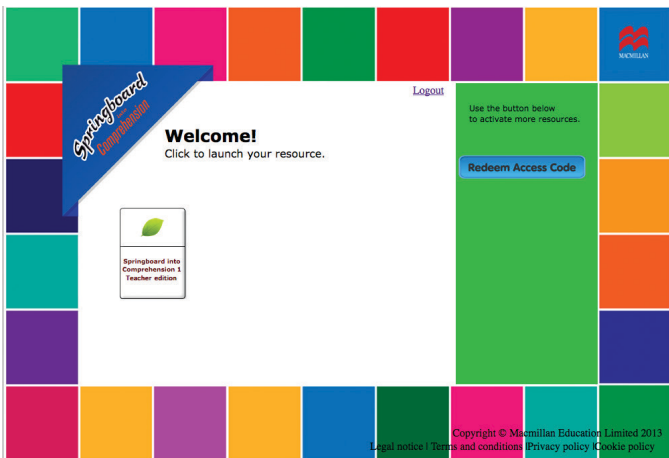 MACMILLAN
Springboard
into
Comprehension
Logout
Welcome!
Click to launch your resource.
Use the button below
to activate more resources.
Redeem Access Code
Springboard into
Comprehension 1
Teacher edition
Copyright © Macmillan Education Limited 2013
Legal notice | Terms and conditions |Privacy policy |Cookie policy